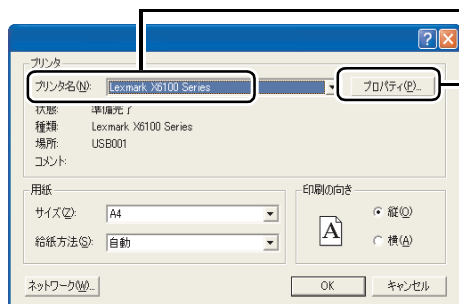 プリンタ
プリンタ名(N): Lexmark X6100 Series プロパティ(P)...
状態: 準備完了
種類: Lexmark X6100 Series
場所: USB001
コメント:
用紙
サイズ(Z): A4
給紙方法(S): 自動
印刷の向き
A
縦(O)
横(A)
ネットワーク(W)... OK キャンセル